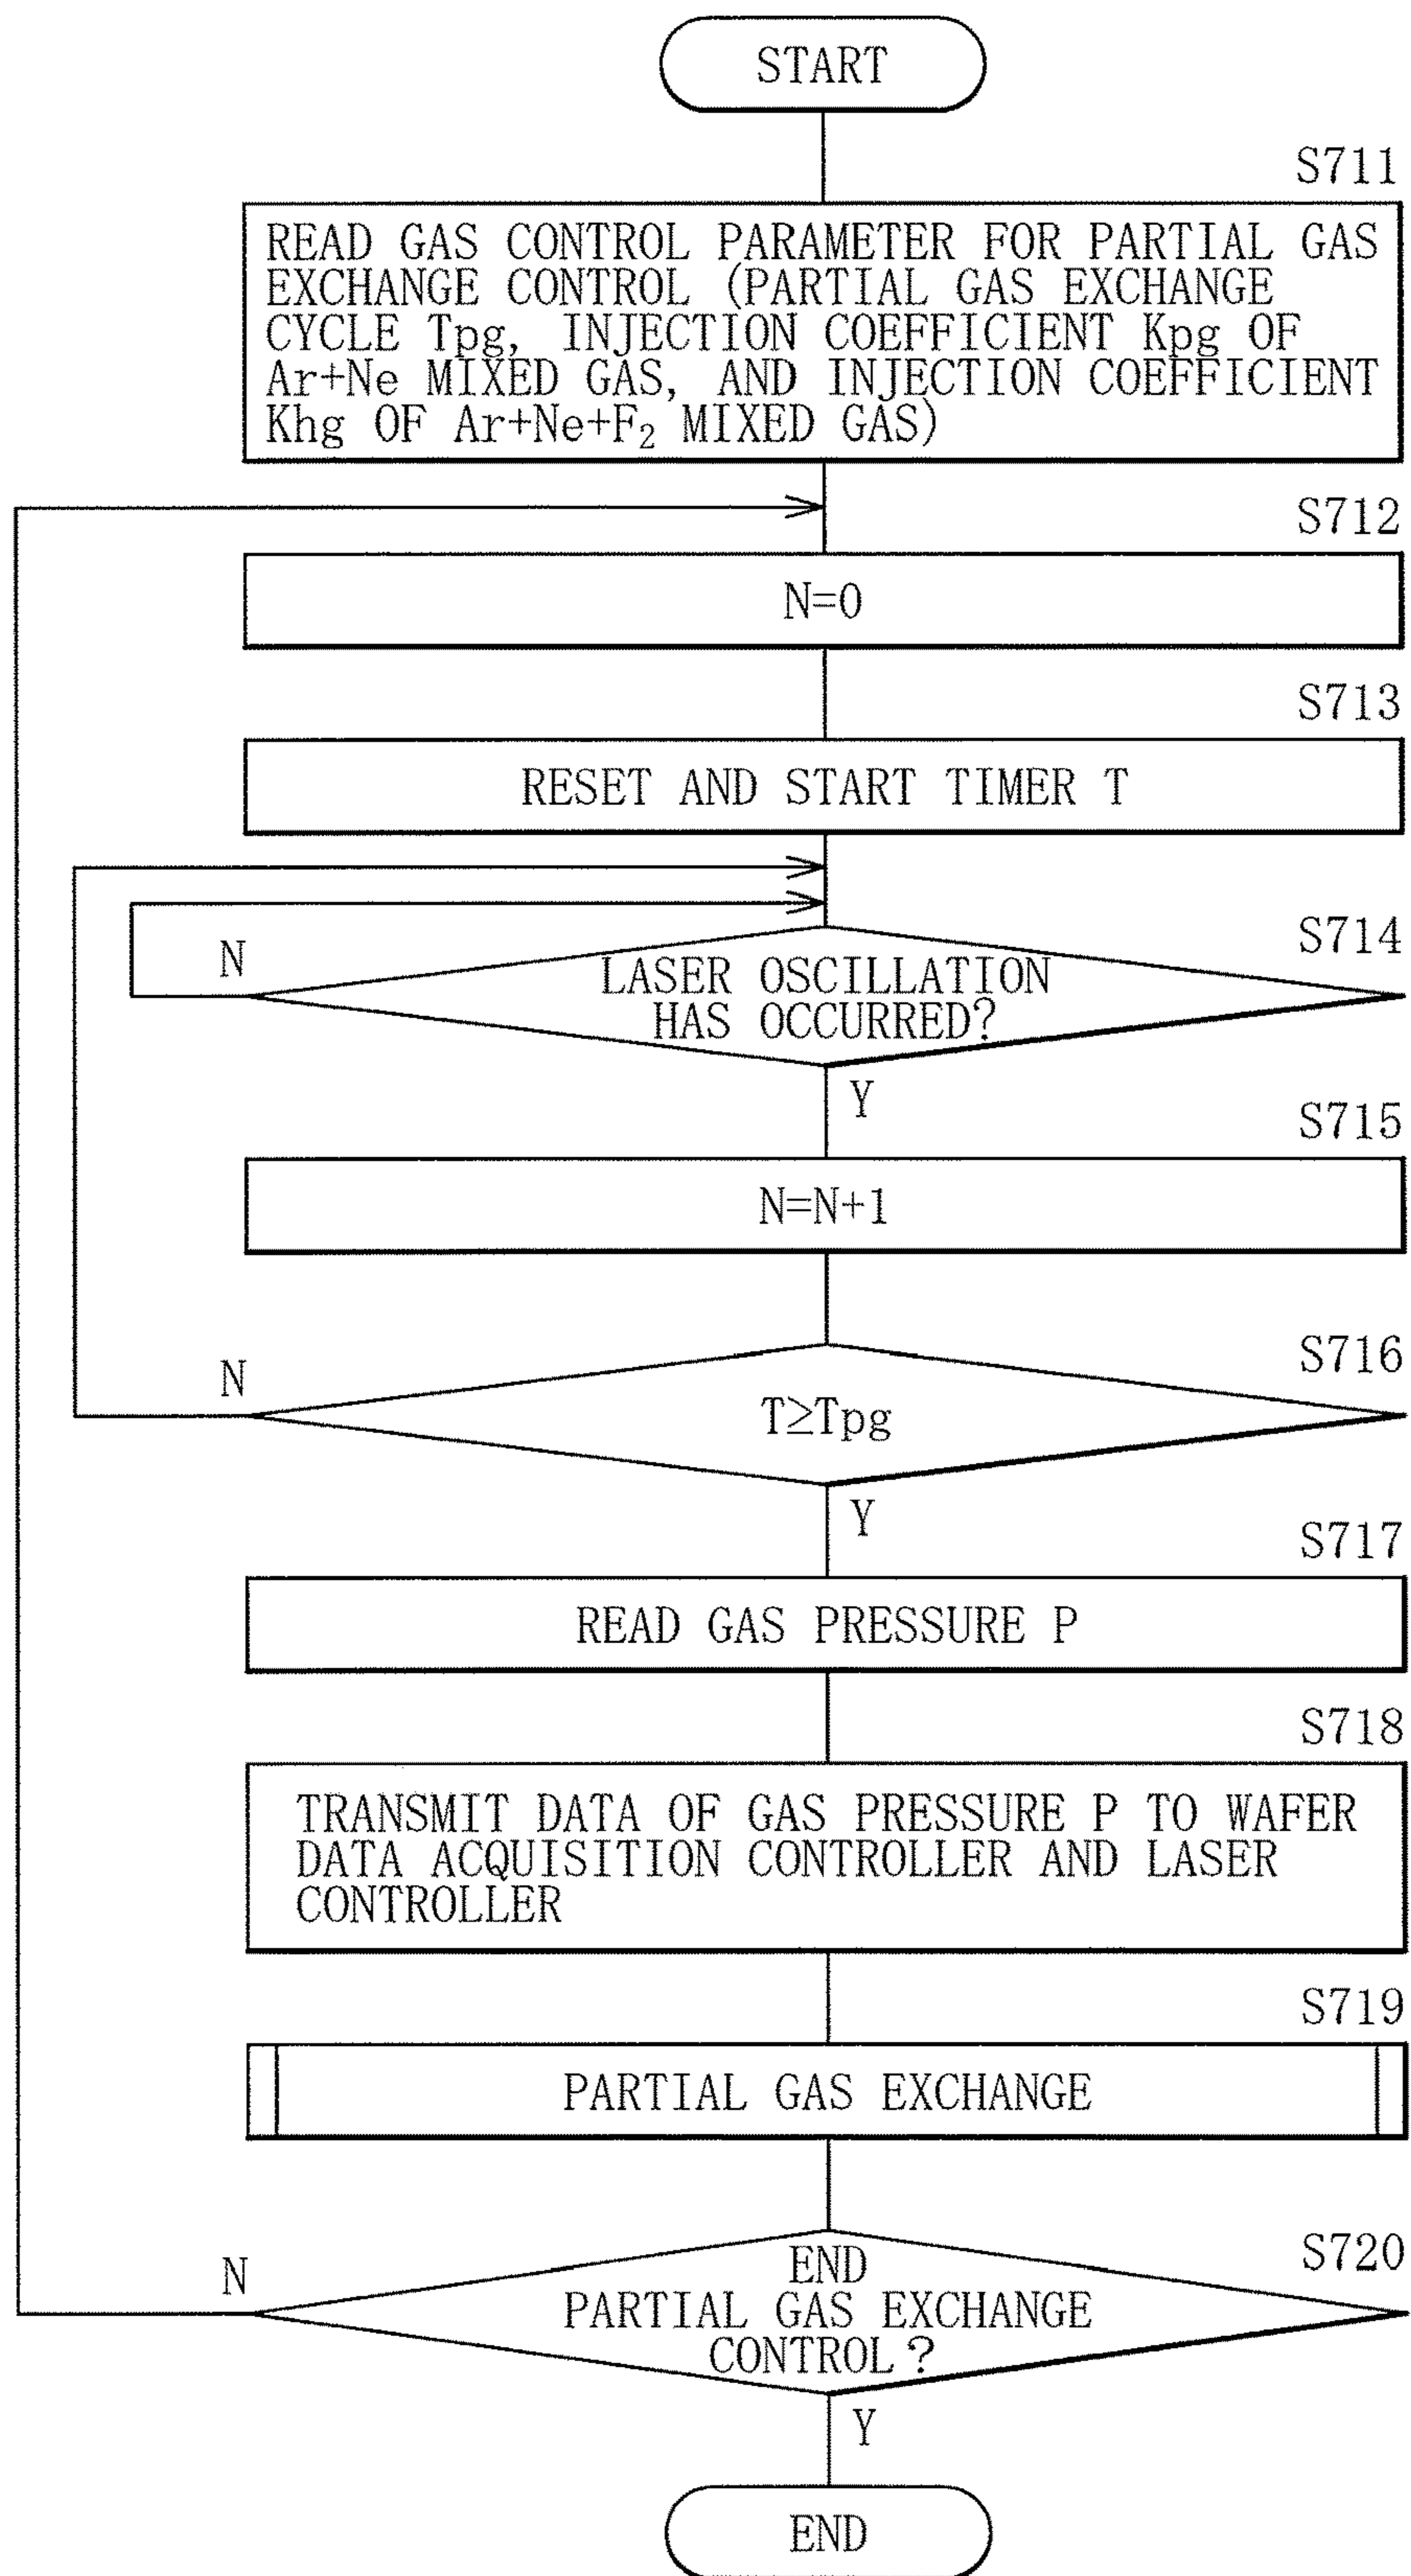 START
S711
READ GAS CONTROL PARAMETER FOR PARTIAL GAS
EXCHANGE CONTROL (PARTIAL GAS EXCHANGE
CYCLE Tpg, INJECTION COEFFICIENT Kpg OF
Ar+Ne MIXED GAS, AND INJECTION COEFFICIENT
Khg OF Ar+Ne+F₂ MIXED GAS)
S712
N=0
S713
RESET AND START TIMER T
S714
N
LASER OSCILLATION
HAS OCCURRED?
Y
S715
N=N+1
S716
N
T≥Tpg
Y
S717
READ GAS PRESSURE P
S718
TRANSMIT DATA OF GAS PRESSURE P TO WAFER
DATA ACQUISITION CONTROLLER AND LASER
CONTROLLER
S719
PARTIAL GAS EXCHANGE
S720
N
END
PARTIAL GAS EXCHANGE
CONTROL?
Y
END